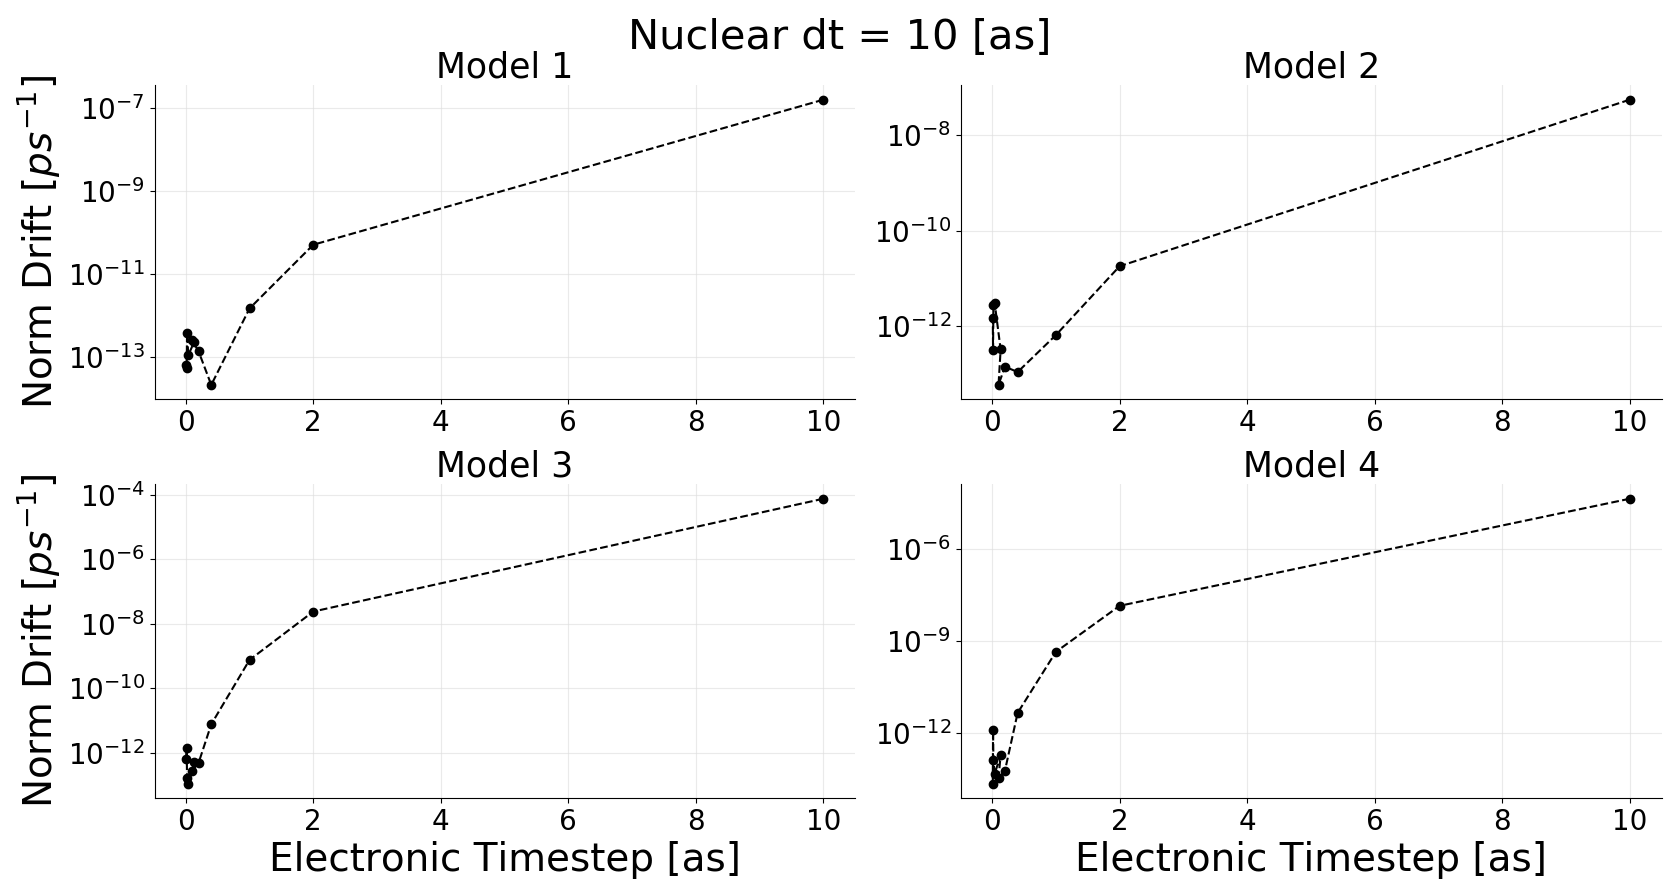 Nuclear dt = 10 [as]
Model 1
Norm Drift [ps⁻¹]
10⁻⁷
10⁻⁹
10⁻¹¹
10⁻¹³
0 2 4 6 8 10
Model 2
10⁻⁸
10⁻¹⁰
10⁻¹²
0 2 4 6 8 10
Model 3
Norm Drift [ps⁻¹]
10⁻⁴
10⁻⁶
10⁻⁸
10⁻¹⁰
10⁻¹²
0 2 4 6 8 10
Electronic Timestep [as]
Model 4
10⁻⁶
10⁻⁹
10⁻¹²
0 2 4 6 8 10
Electronic Timestep [as]